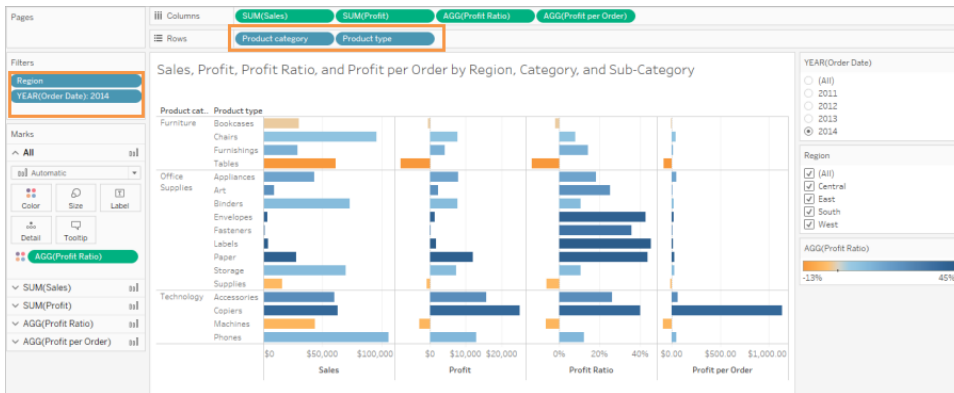 Pages
Columns SUM(Sales) SUM(Profit) AGG(Profit Ratio) AGG(Profit per Order)
Rows Product category Product type
Filters
Region
YEAR(Order Date): 2014
Marks
All
Automatic
Color Size Label
Detail Tooltip
AGG(Profit Ratio)
SUM(Sales)
SUM(Profit)
AGG(Profit Ratio)
AGG(Profit per Order)
Sales, Profit, Profit Ratio, and Profit per Order by Region, Category, and Sub-Category
Product cat.. Product type
Furniture Bookcases
Chairs
Furnishings
Tables
Office Supplies Appliances
Art
Binders
Envelopes
Fasteners
Labels
Paper
Storage
Supplies
Technology Accessories
Copiers
Machines
Phones
$0 $50,000 $100,000 $0 $10,000 $20,000 0% 20% 40% $0.00 $500.00 $1,000.00
Sales Profit Profit Ratio Profit per Order
YEAR(Order Date)
(All)
2011
2012
2013
2014
Region
(All)
Central
East
South
West
AGG(Profit Ratio)
-13% 45%